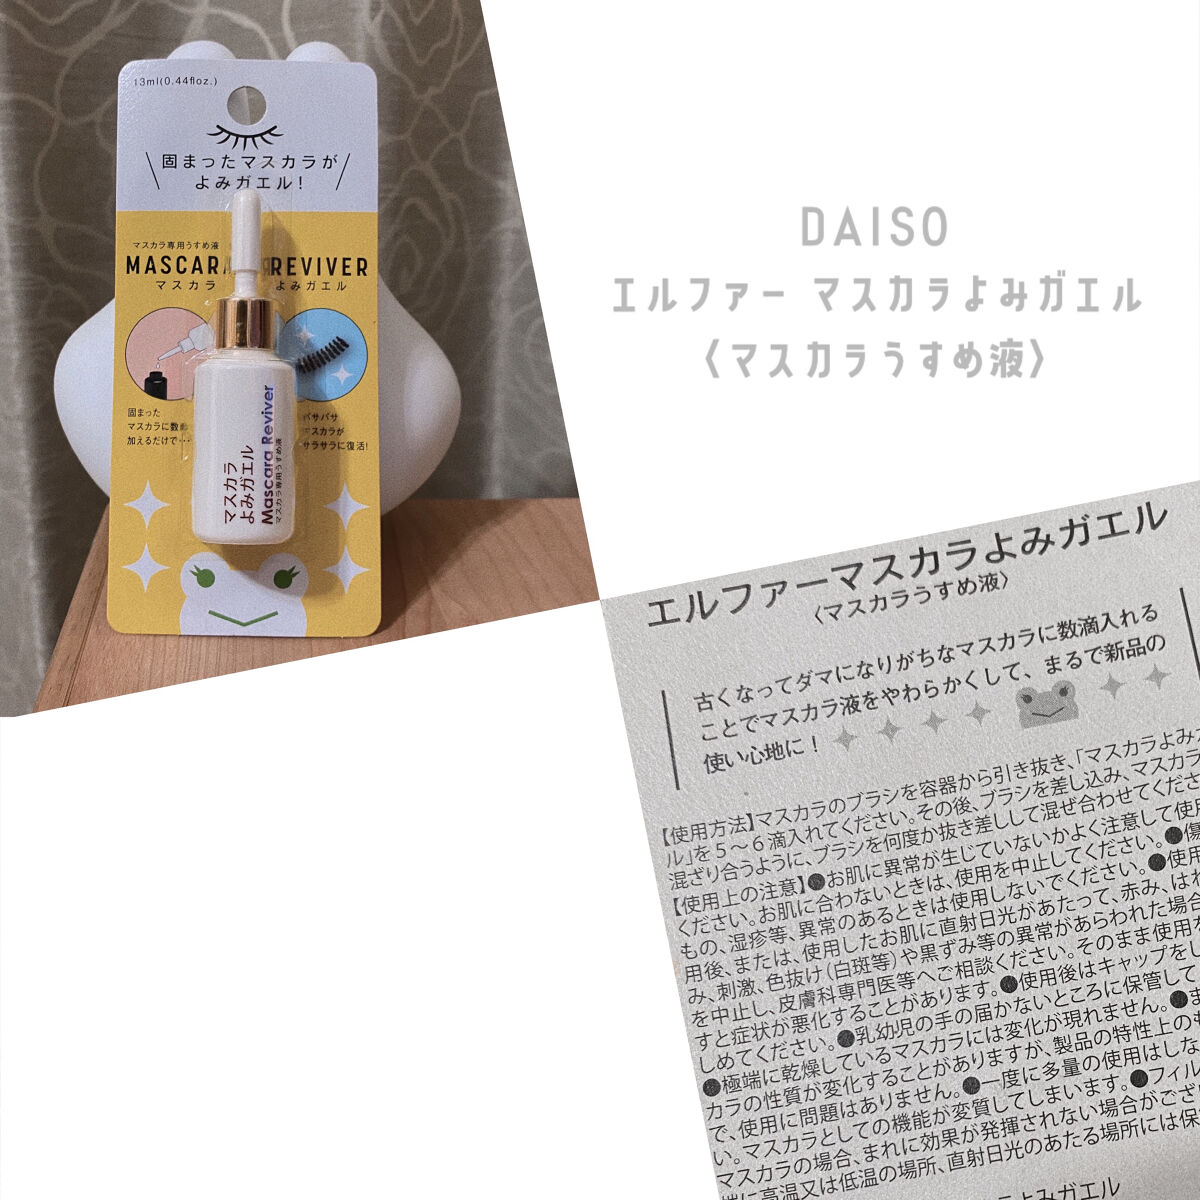 13ml(0.44floz.)
固まったマスカラが
よみガエル!
マスカラ専用うすめ液
MASCARA REVIVER
マスカラ よみガエル
固まった
マスカラに数
加えるだけで…
パサパサ
マスカラが
サラサラに復活!
マスカラ
よみガエル
Mascara Reviver
マスカラ専用うすめ液
DAISO
エルファー マスカラよみガエル
〈マスカラうすめ液〉
エルファーマスカラよみガエル
〈マスカラうすめ液〉
古くなってダマになりがちなマスカラに数滴入れる
ことでマスカラ液をやわらかくして、まるで新品の
使い心地に!
【使用方法】マスカラのブラシを容器から引き抜き、「マスカラよみガ
ル」を5～6滴入れてください。その後、ブラシを差し込み、マスカラ
混ざり合うように、ブラシを何度か抜き差しして混ぜ合わせてくださ
【使用上の注意】●お肌に異常が生じていないかよく注意して使用
ください。お肌に合わないときは、使用を中止してください。●傷
もの、湿疹等、異常のあるときは使用しないでください。●使用
用後、または、使用したお肌に直射日光があたって、赤み、はれ
み、刺激、色抜け(白斑等)や黒ずみ等の異常があらわれた場合
を中止し、皮膚科専門医等へご相談ください。そのまま使用を
すと症状が悪化することがあります。●使用後はキャップをし
しめてください。●乳幼児の手の届かないところに保管して
●極端に乾燥しているマスカラには変化が現れません。●ま
カラの性質が変化することがありますが、製品の特性上のも
で、使用に問題はありません。●一度に多量の使用はしな
い。マスカラとしての機能が変質してしまいます。●フィル
マスカラの場合、まれに効果が発揮されない場合がござ
端に高温又は低温の場所、直射日光のあたる場所には保
よみガエル